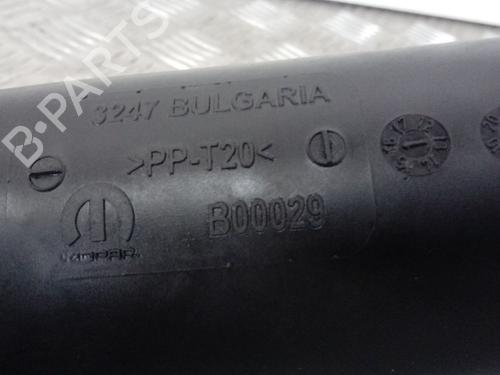 B-PARTS
3247 BULGARIA
>PP-T20<
B00029
MOPAR